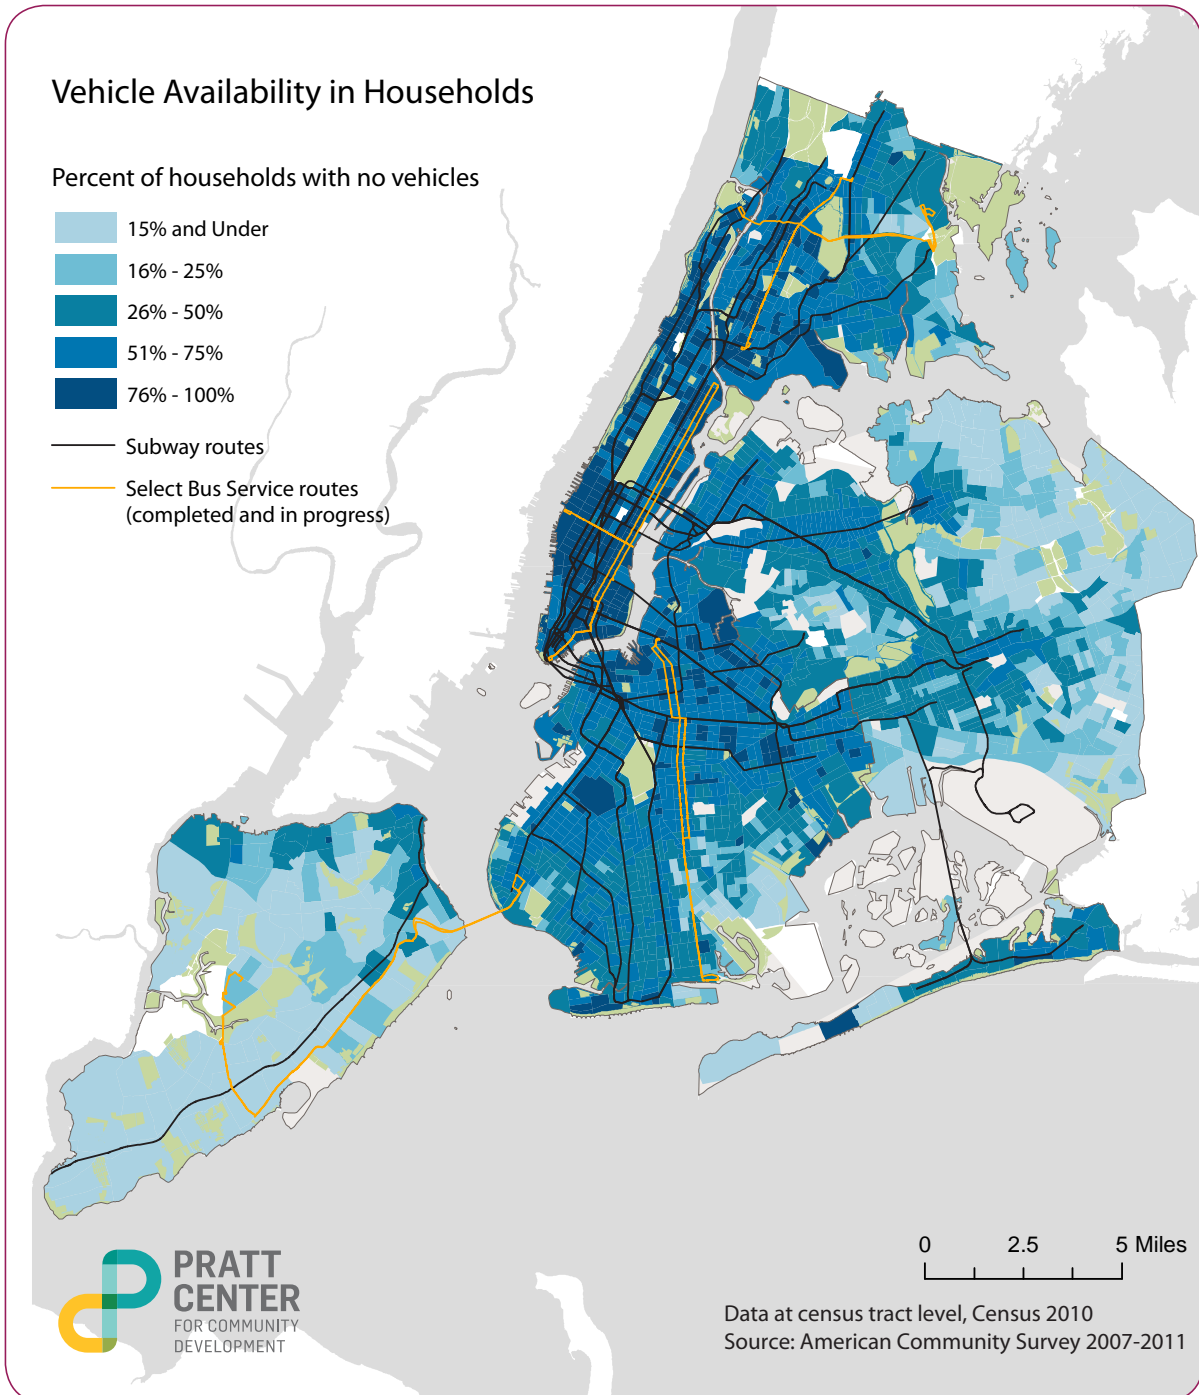 Vehicle Availability in Households
Percent of households with no vehicles
15% and Under
16% - 25%
26% - 50%
51% - 75%
76% - 100%
Subway routes
Select Bus Service routes
(completed and in progress)
PRATT
CENTER
FOR COMMUNITY
DEVELOPMENT
0 2.5 5 Miles
Data at census tract level, Census 2010
Source: American Community Survey 2007-2011